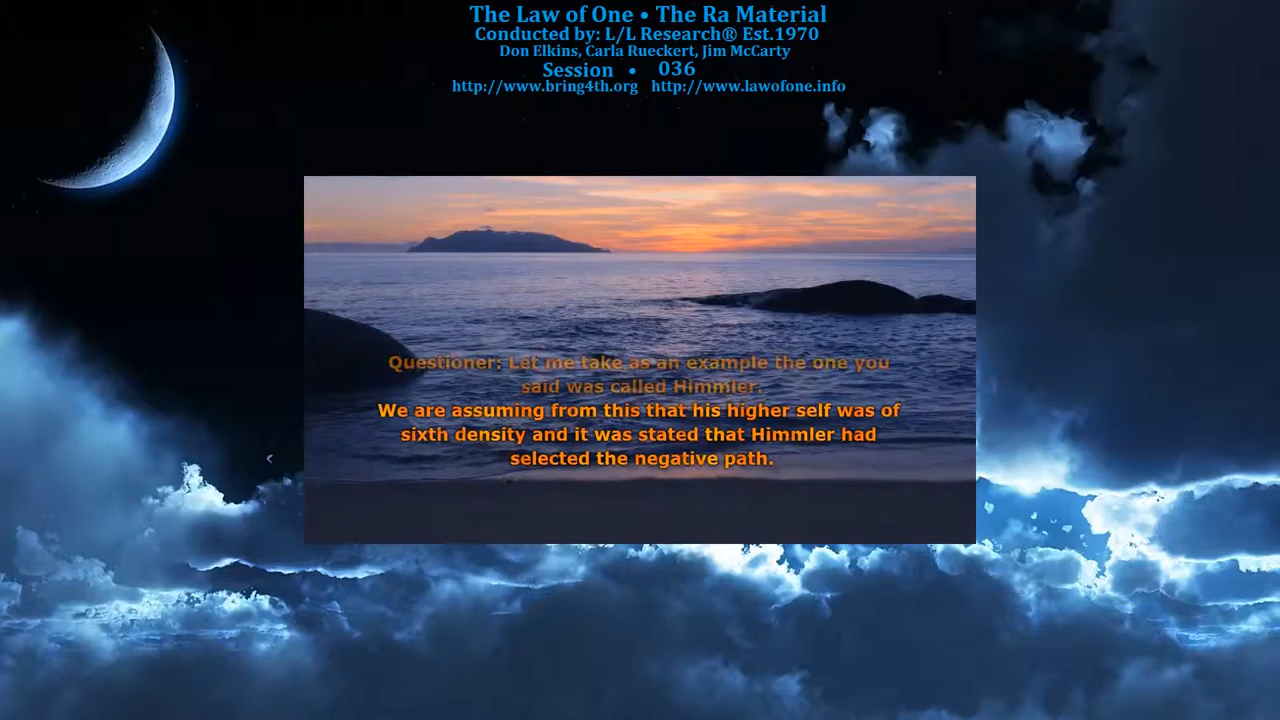 The Law of One • The Ra Material
Conducted by: L/L Research® Est.1970
Don Elkins, Carla Rueckert, Jim McCarty
Session • 036
http://www.bring4th.org http://www.lawofone.info
Questioner: Let me take as an example the one you
said was called Himmler.
We are assuming from this that his higher self was of
sixth density and it was stated that Himmler had
selected the negative path.